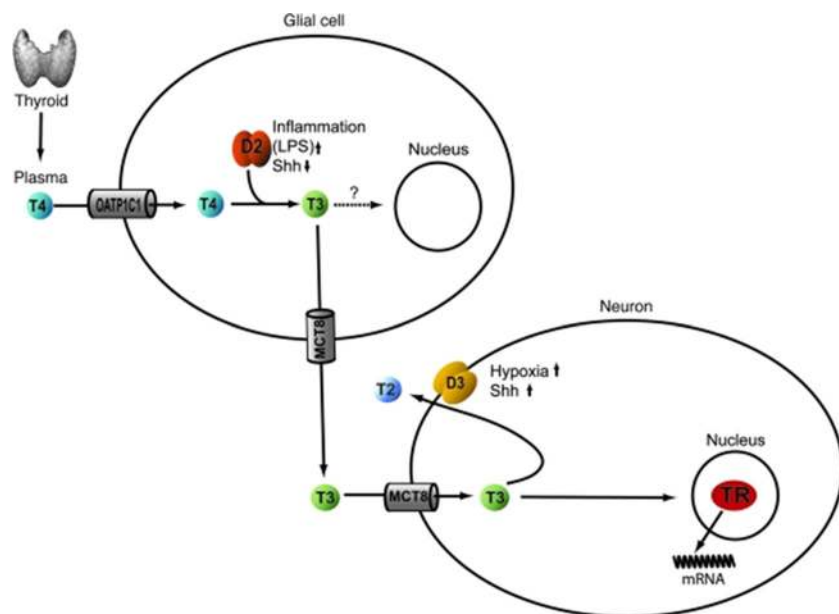 Glial cell
Thyroid
Plasma
T4
OATP1C1
T4
D2
Inflammation
(LPS)⬆
Shh⬇
T3
?
Nucleus
MCT8
Neuron
T2
D3
Hypoxia ⬆
Shh ⬆
T3
MCT8
T3
Nucleus
TR
mRNA